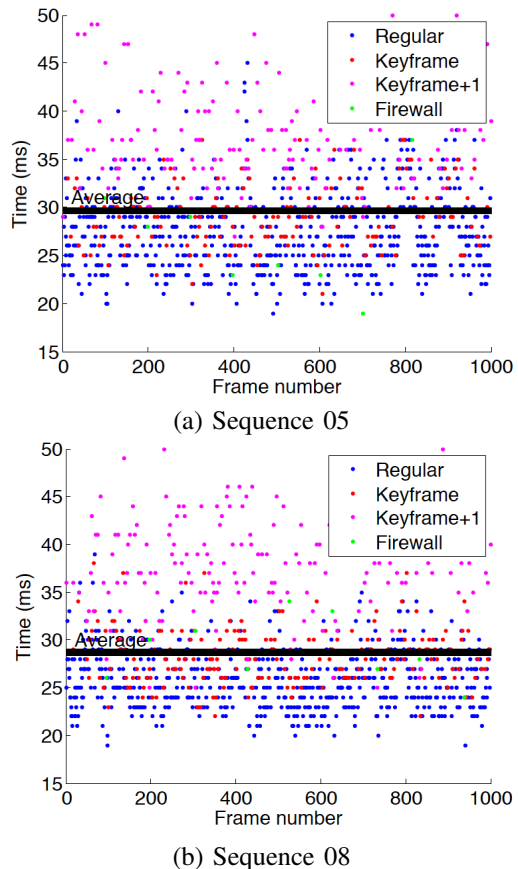 50
45
40
35
30
25
20
15
Time (ms)
Regular
Keyframe
Keyframe+1
Firewall
Average
0
200
400
600
800
1000
Frame number
(a) Sequence 05
50
45
40
35
30
25
20
15
Time (ms)
Regular
Keyframe
Keyframe+1
Firewall
Average
0
200
400
600
800
1000
Frame number
(b) Sequence 08